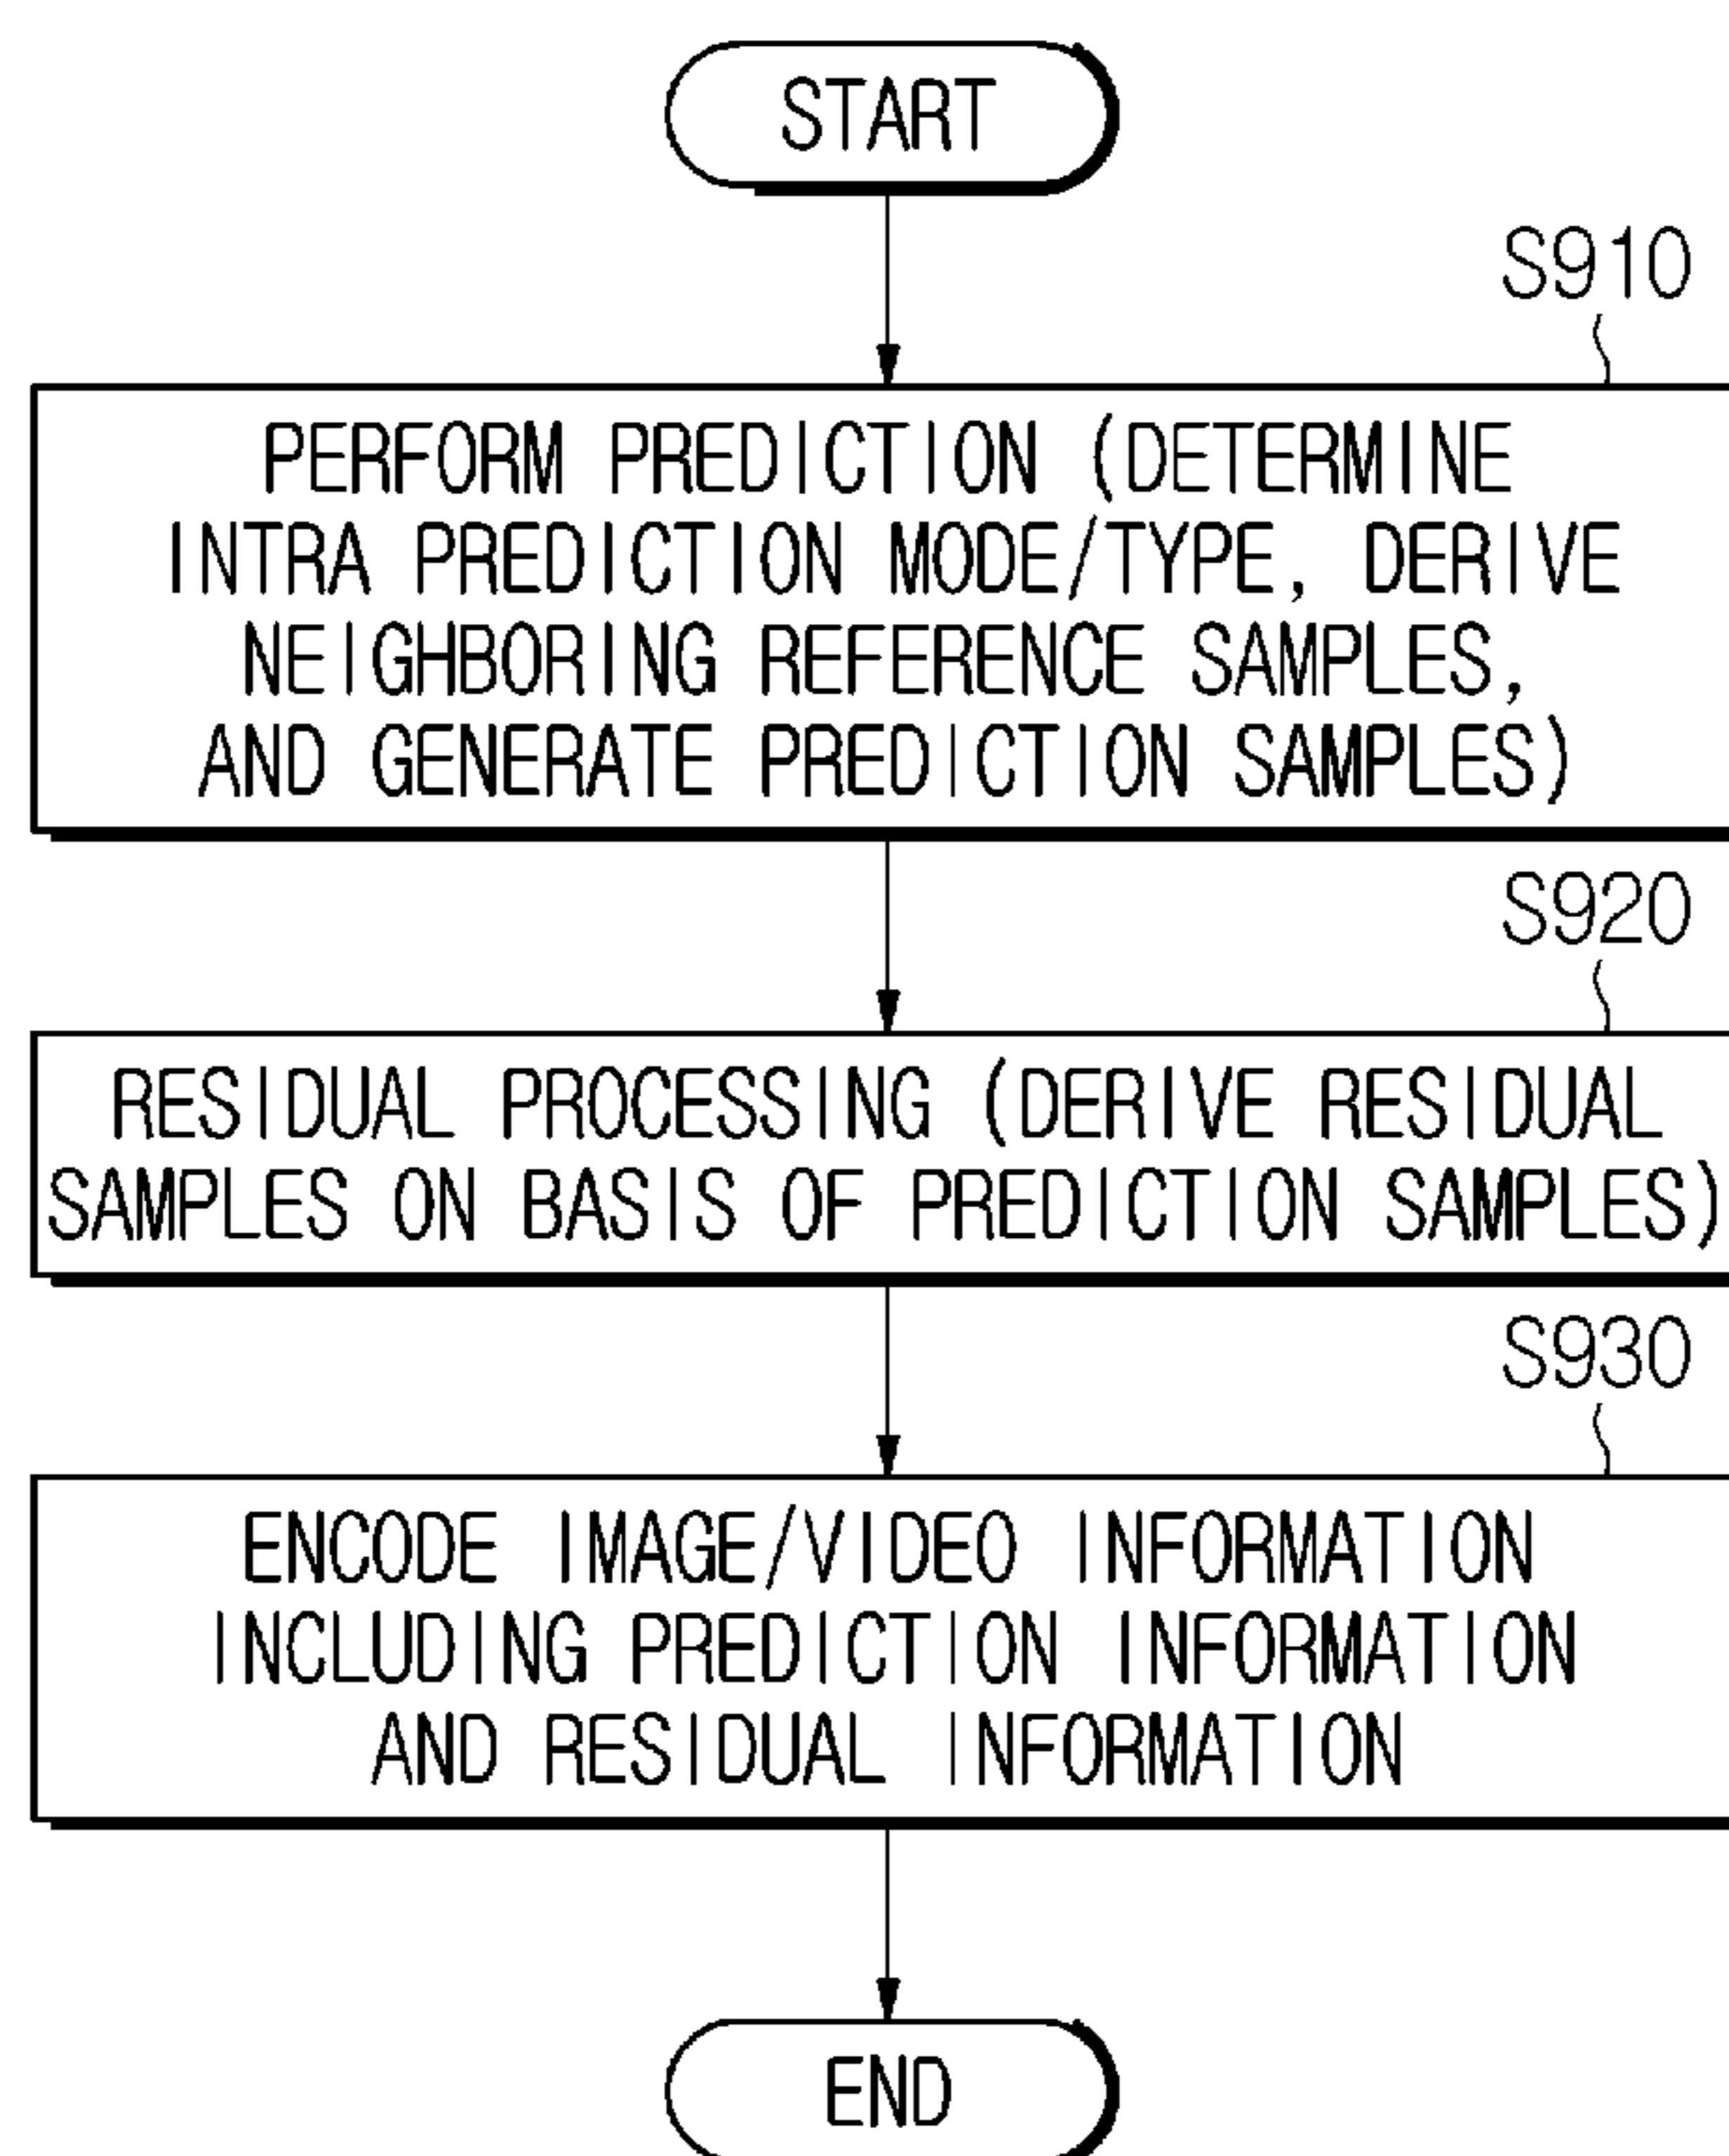 START
S910
PERFORM PREDICTION (DETERMINE
INTRA PREDICTION MODE/TYPE, DERIVE
NEIGHBORING REFERENCE SAMPLES,
AND GENERATE PREDICTION SAMPLES)
S920
RESIDUAL PROCESSING (DERIVE RESIDUAL
SAMPLES ON BASIS OF PREDICTION SAMPLES)
S930
ENCODE IMAGE/VIDEO INFORMATION
INCLUDING PREDICTION INFORMATION
AND RESIDUAL INFORMATION
END